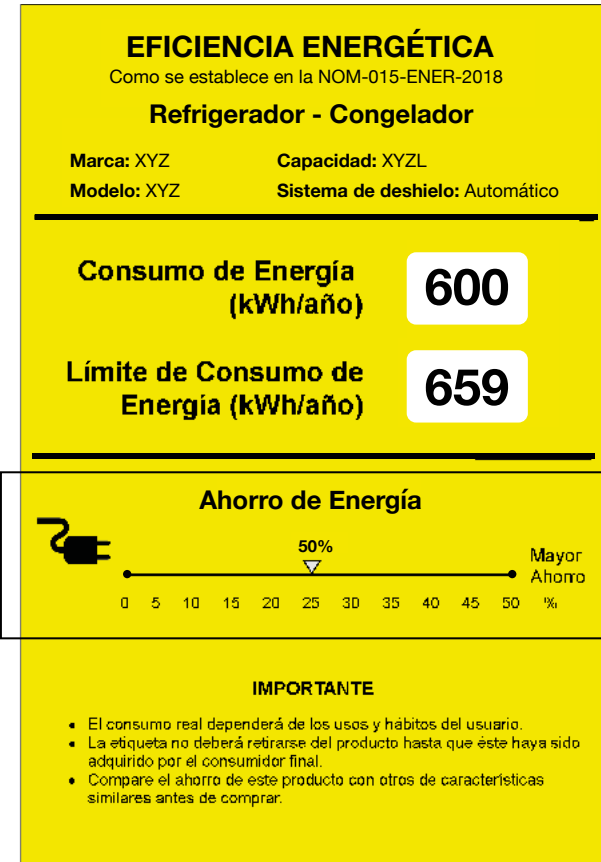 EFICIENCIA ENERGÉTICA
Como se establece en la NOM-015-ENER-2018
Refrigerador - Congelador
Marca: XYZ Capacidad: XYZL
Modelo: XYZ Sistema de deshielo: Automático
Consumo de Energía
(kWh/año)
600
Límite de Consumo de
Energía (kWh/año)
659
Ahorro de Energía
50%
Mayor
Ahorro
0 5 10 15 20 25 30 35 40 45 50 %
IMPORTANTE
• El consumo real dependerá de los usos y hábitos del usuario.
• La etiqueta no deberá retirarse del producto hasta que éste haya sido
adquirido por el consumidor final.
• Compare el ahorro de este producto con otros de características
similares antes de comprar.